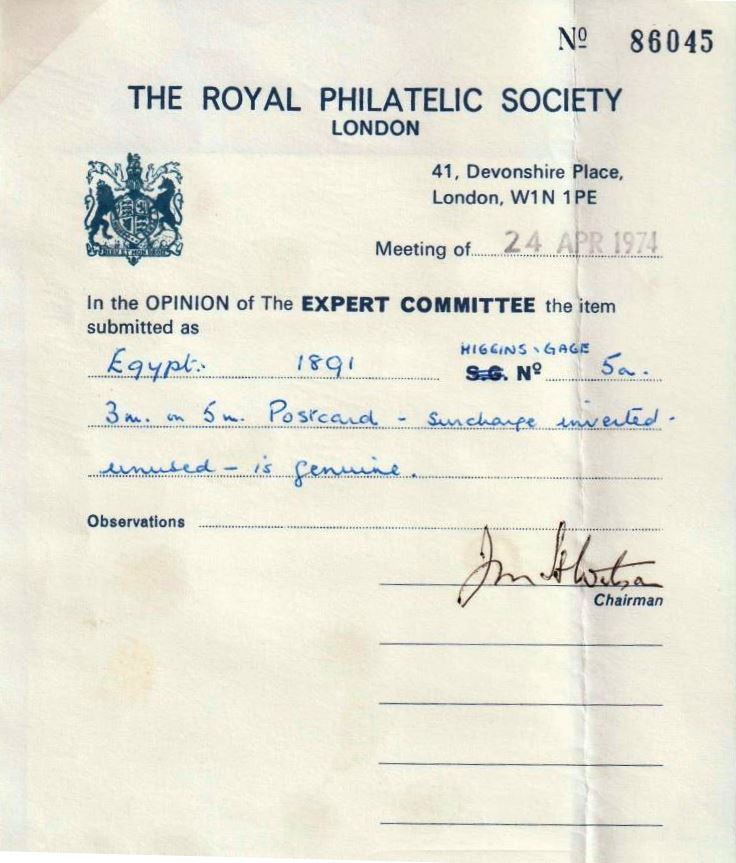 Nº 86045
THE ROYAL PHILATELIC SOCIETY
LONDON
41, Devonshire Place,
London, W1N 1PE
Meeting of 24 APR 1974
In the OPINION of The EXPERT COMMITTEE the item
submitted as
HIGGINS & GAGE
Egypt. 1891 S.G. Nº 5a.
3m. on 5m. Postcard - surcharge inverted -
unused - is genuine.
Observations
Chairman